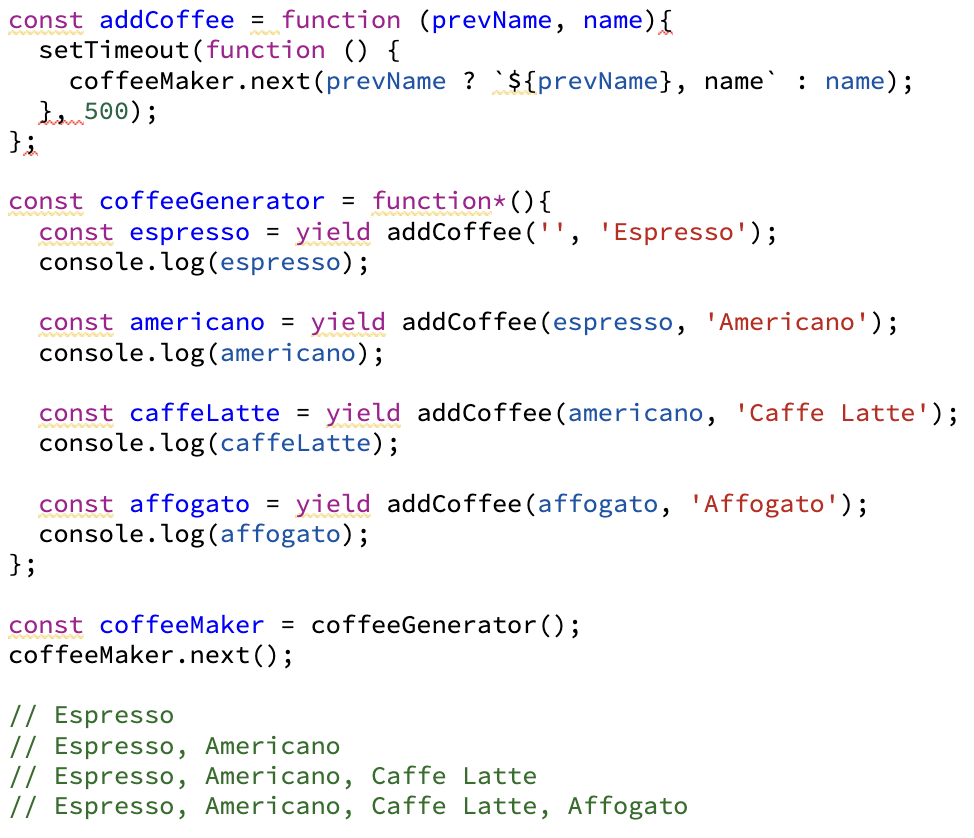 const addCoffee = function (prevName, name){
  setTimeout(function () {
    coffeeMaker.next(prevName ? `${prevName}, name` : name);
  }, 500);
};

const coffeeGenerator = function*(){
  const espresso = yield addCoffee('', 'Espresso');
  console.log(espresso);

  const americano = yield addCoffee(espresso, 'Americano');
  console.log(americano);

  const caffeLatte = yield addCoffee(americano, 'Caffe Latte');
  console.log(caffeLatte);

  const affogato = yield addCoffee(affogato, 'Affogato');
  console.log(affogato);
};

const coffeeMaker = coffeeGenerator();
coffeeMaker.next();

// Espresso
// Espresso, Americano
// Espresso, Americano, Caffe Latte
// Espresso, Americano, Caffe Latte, Affogato